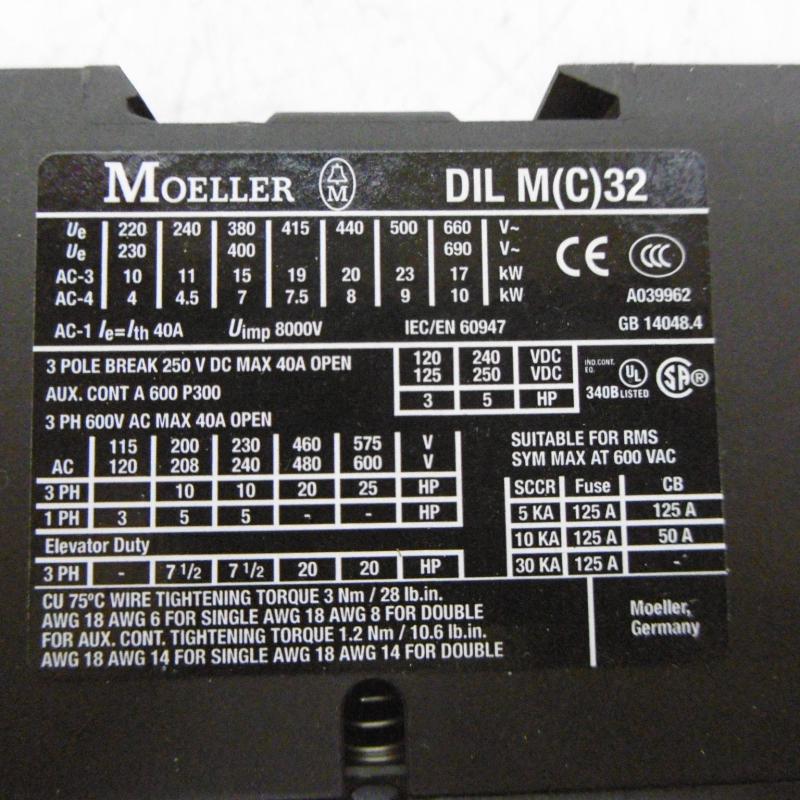 MOELLER M DIL M(C)32
Ue 220 240 380 415 440 500 660 V~
Ue 230 400 690 V~
AC-3 10 11 15 19 20 23 17 kW
AC-4 4 4.5 7 7.5 8 9 10 kW
CE CCC
A039962
AC-1 Ie=Ith 40A Uimp 8000V IEC/EN 60947 GB 14048.4
3 POLE BREAK 250 V DC MAX 40A OPEN
AUX. CONT A 600 P300
3 PH 600V AC MAX 40A OPEN
120 240 VDC
125 250 VDC
3 5 HP
IND.CONT.
EQ.
UL
340B LISTED
SA®
115 200 230 460 575 V
AC 120 208 240 480 600 V
3 PH 10 10 20 25 HP
1 PH 3 5 5 - - HP
Elevator Duty
3 PH - 7 1/2 7 1/2 20 20 HP
SUITABLE FOR RMS
SYM MAX AT 600 VAC
SCCR Fuse CB
5 KA 125 A 125 A
10 KA 125 A 50 A
30 KA 125 A -
CU 75°C WIRE TIGHTENING TORQUE 3 Nm / 28 lb.in.
AWG 18 AWG 6 FOR SINGLE AWG 18 AWG 8 FOR DOUBLE
FOR AUX. CONT. TIGHTENING TORQUE 1.2 Nm / 10.6 lb.in.
AWG 18 AWG 14 FOR SINGLE AWG 18 AWG 14 FOR DOUBLE
Moeller,
Germany